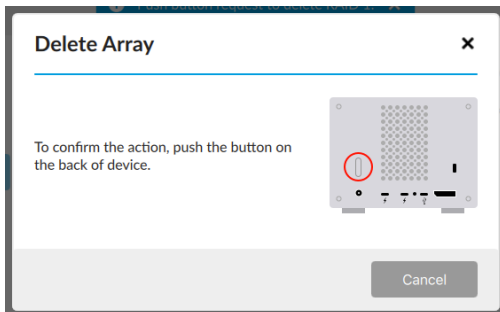 Push button request to delete RAID 1.
Delete Array
To confirm the action, push the button on
the back of device.
Cancel